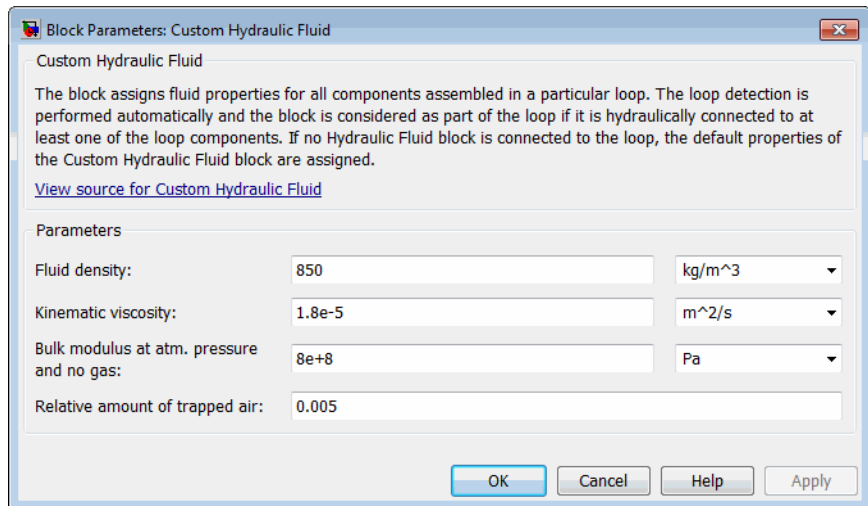 Block Parameters: Custom Hydraulic Fluid
Custom Hydraulic Fluid
The block assigns fluid properties for all components assembled in a particular loop. The loop detection is
performed automatically and the block is considered as part of the loop if it is hydraulically connected to at
least one of the loop components. If no Hydraulic Fluid block is connected to the loop, the default properties of
the Custom Hydraulic Fluid block are assigned.
View source for Custom Hydraulic Fluid
Parameters
Fluid density: 850 kg/m^3
Kinematic viscosity: 1.8e-5 m^2/s
Bulk modulus at atm. pressure
and no gas: 8e+8 Pa
Relative amount of trapped air: 0.005
OK Cancel Help Apply